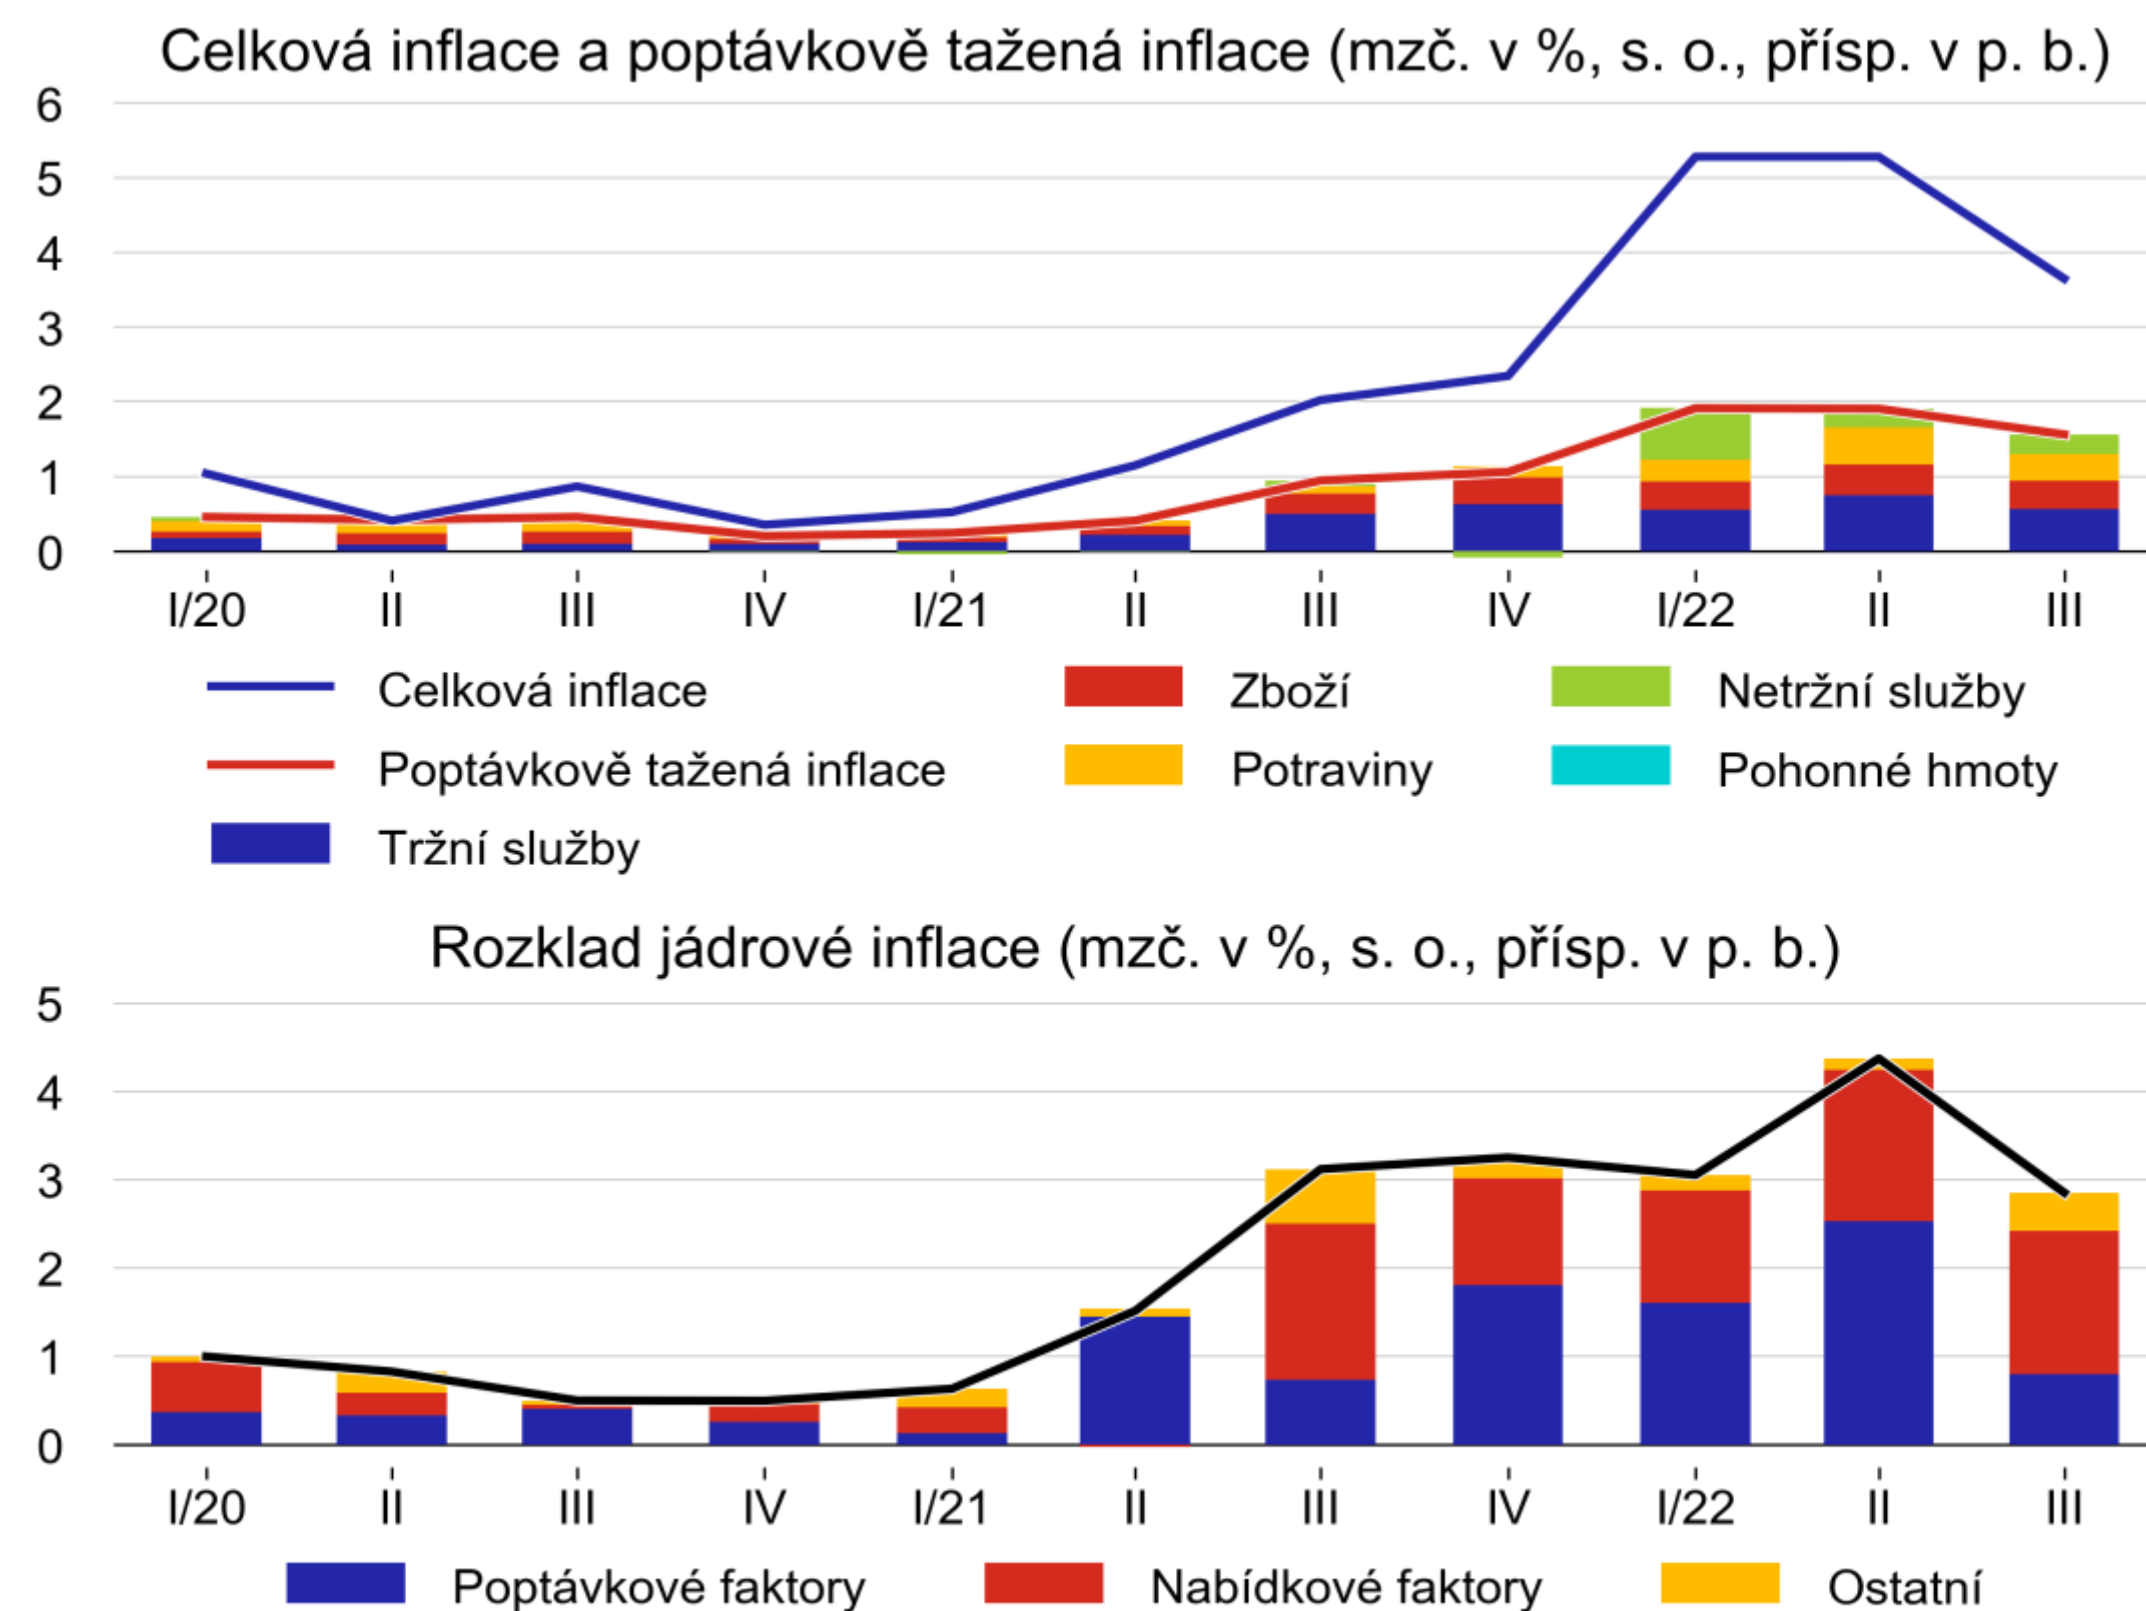 Celková inflace a poptávkově tažená inflace (mzč. v %, s. o., přísp. v p. b.)
6
5
4
3
2
1
0
I/20 II III IV I/21 II III IV I/22 II III
Celková inflace Zboží Netržní služby
Poptávkově tažená inflace Potraviny Pohonné hmoty
Tržní služby
Rozklad jádrové inflace (mzč. v %, s. o., přísp. v p. b.)
5
4
3
2
1
0
I/20 II III IV I/21 II III IV I/22 II III
Poptávkové faktory Nabídkové faktory Ostatní